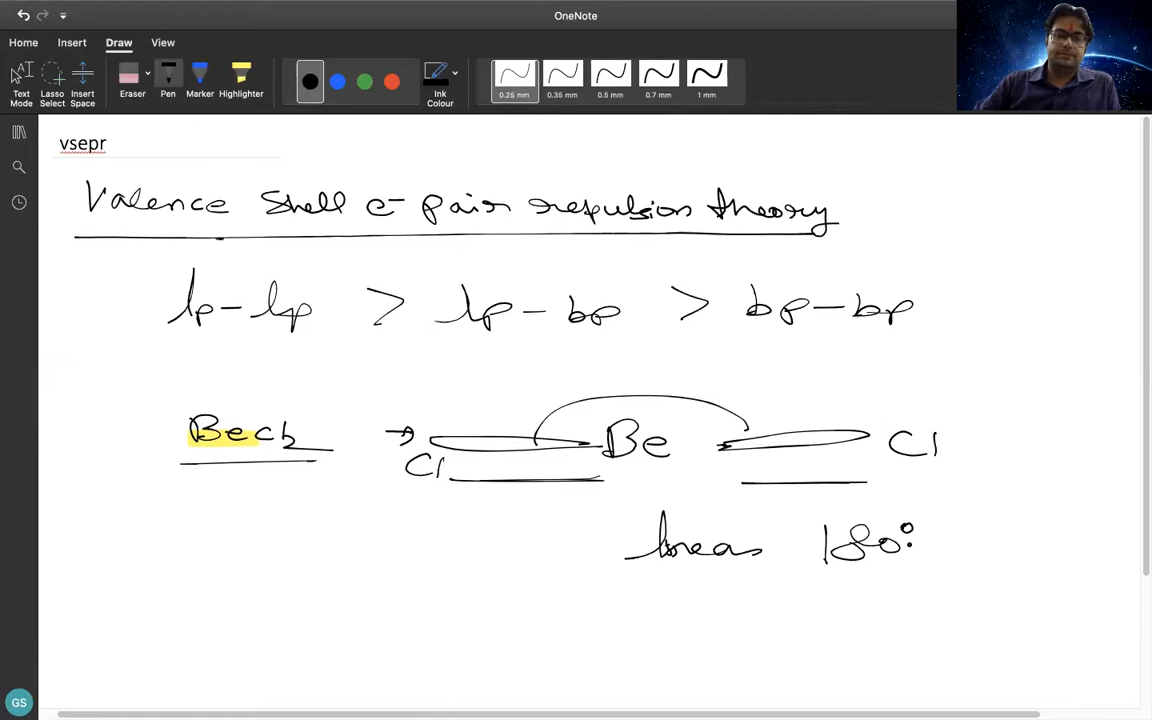 OneNote
Home Insert Draw View
Text Mode
Lasso Select
Insert Space
Eraser
Pen
Marker
Highlighter
Ink Colour
0.25 mm
0.35 mm
0.5 mm
0.7 mm
1 mm
vsepr
Valence Shell e- pair repulsion theory
lp - lp > lp - bp > bp - bp
Becl2 → Cl Be Cl
linear 180°
GS